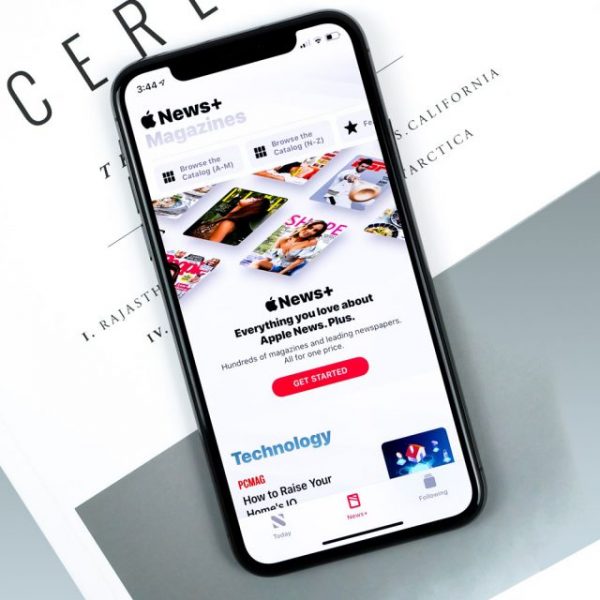 CERE
3:44
News+
Magazines
Browse the
Catalog (A-M)
Browse the
Catalog (N-Z)
Fe
S. CALIFORNIA
T
TARCTICA
SHAPE
News+
Everything you love about
Apple News. Plus.
Hundreds of magazines and leading newspapers.
All for one price.
GET STARTED
I. RAJASTH
IV.
Technology
PCMAG
How to Raise Your
Home's IQ
Today
News+
Following